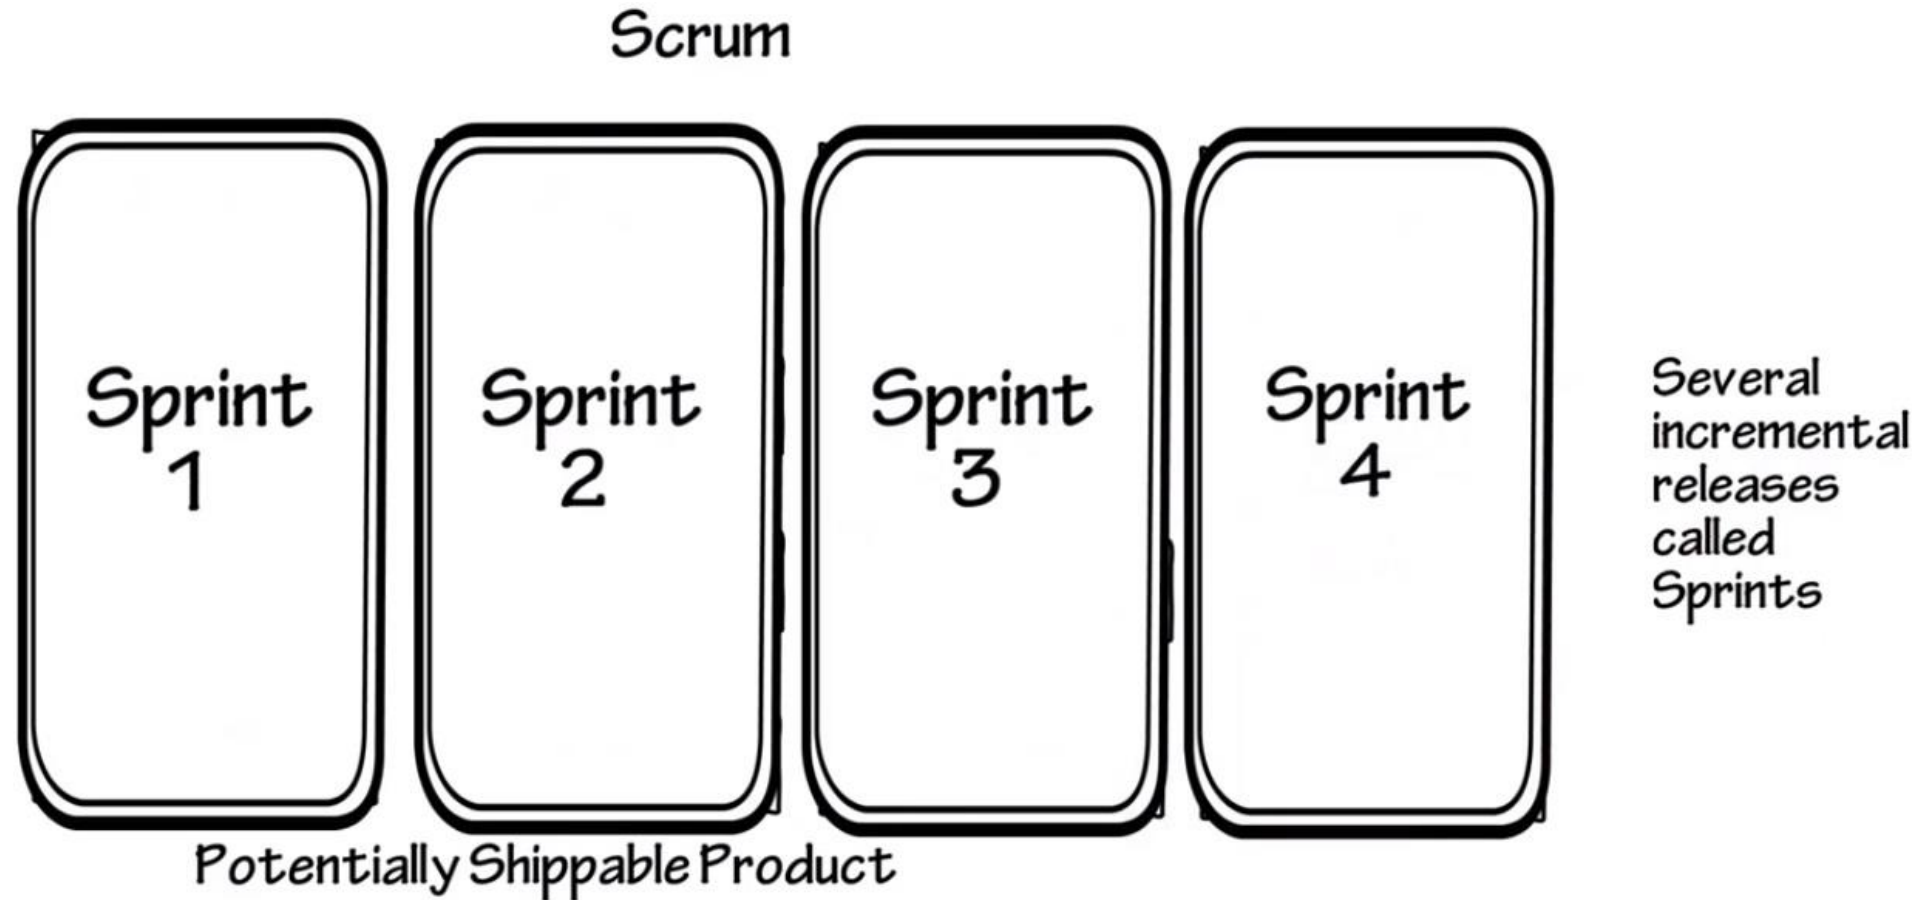 Scrum
Sprint
1
Sprint
2
Sprint
3
Sprint
4
Several
incremental
releases
called
Sprints
Potentially Shippable Product